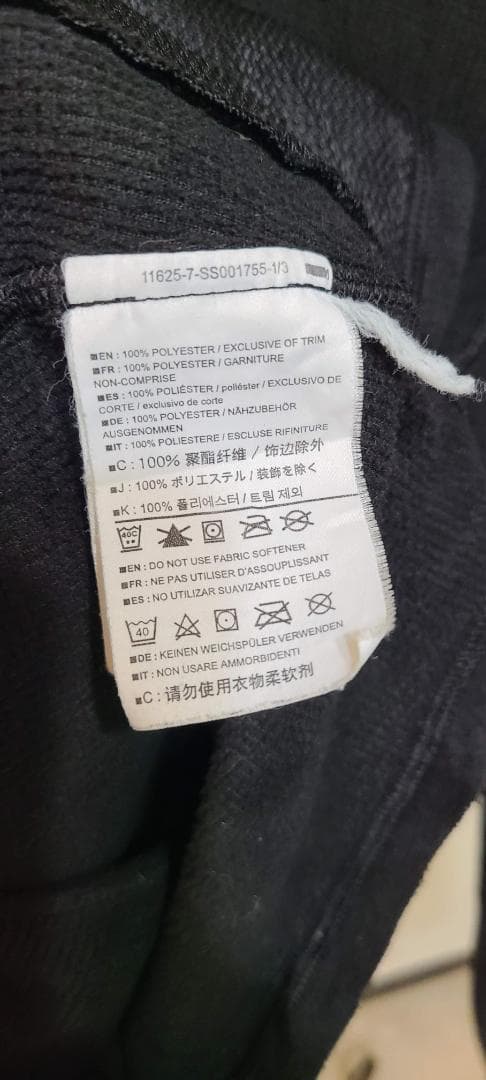 11625-7-SS001755-1/3
■EN : 100% POLYESTER / EXCLUSIVE OF TRIM
■FR : 100% POLYESTER / GARNITURE
NON-COMPRISE
■ES : 100% POLIÉSTER / poliéster / EXCLUSIVO DE
CORTE / exclusivo de corte
■DE : 100% POLYESTER / NÄHZUBEHÖR
AUSGENOMMEN
■IT : 100% POLIESTERE / ESCLUSE RIFINITURE
■C : 100% 聚酯纤维 / 饰边除外
■J : 100% ポリエステル / 装飾を除く
■K : 100% 폴리에스터 / 트림 제외
40C
■EN : DO NOT USE FABRIC SOFTENER
■FR : NE PAS UTILISER D'ASSOUPLISSANT
■ES : NO UTILIZAR SUAVIZANTE DE TELAS
40
■DE : KEINEN WEICHSPÜLER VERWENDEN
■IT : NON USARE AMMORBIDENTI
■C : 请勿使用衣物柔软剂